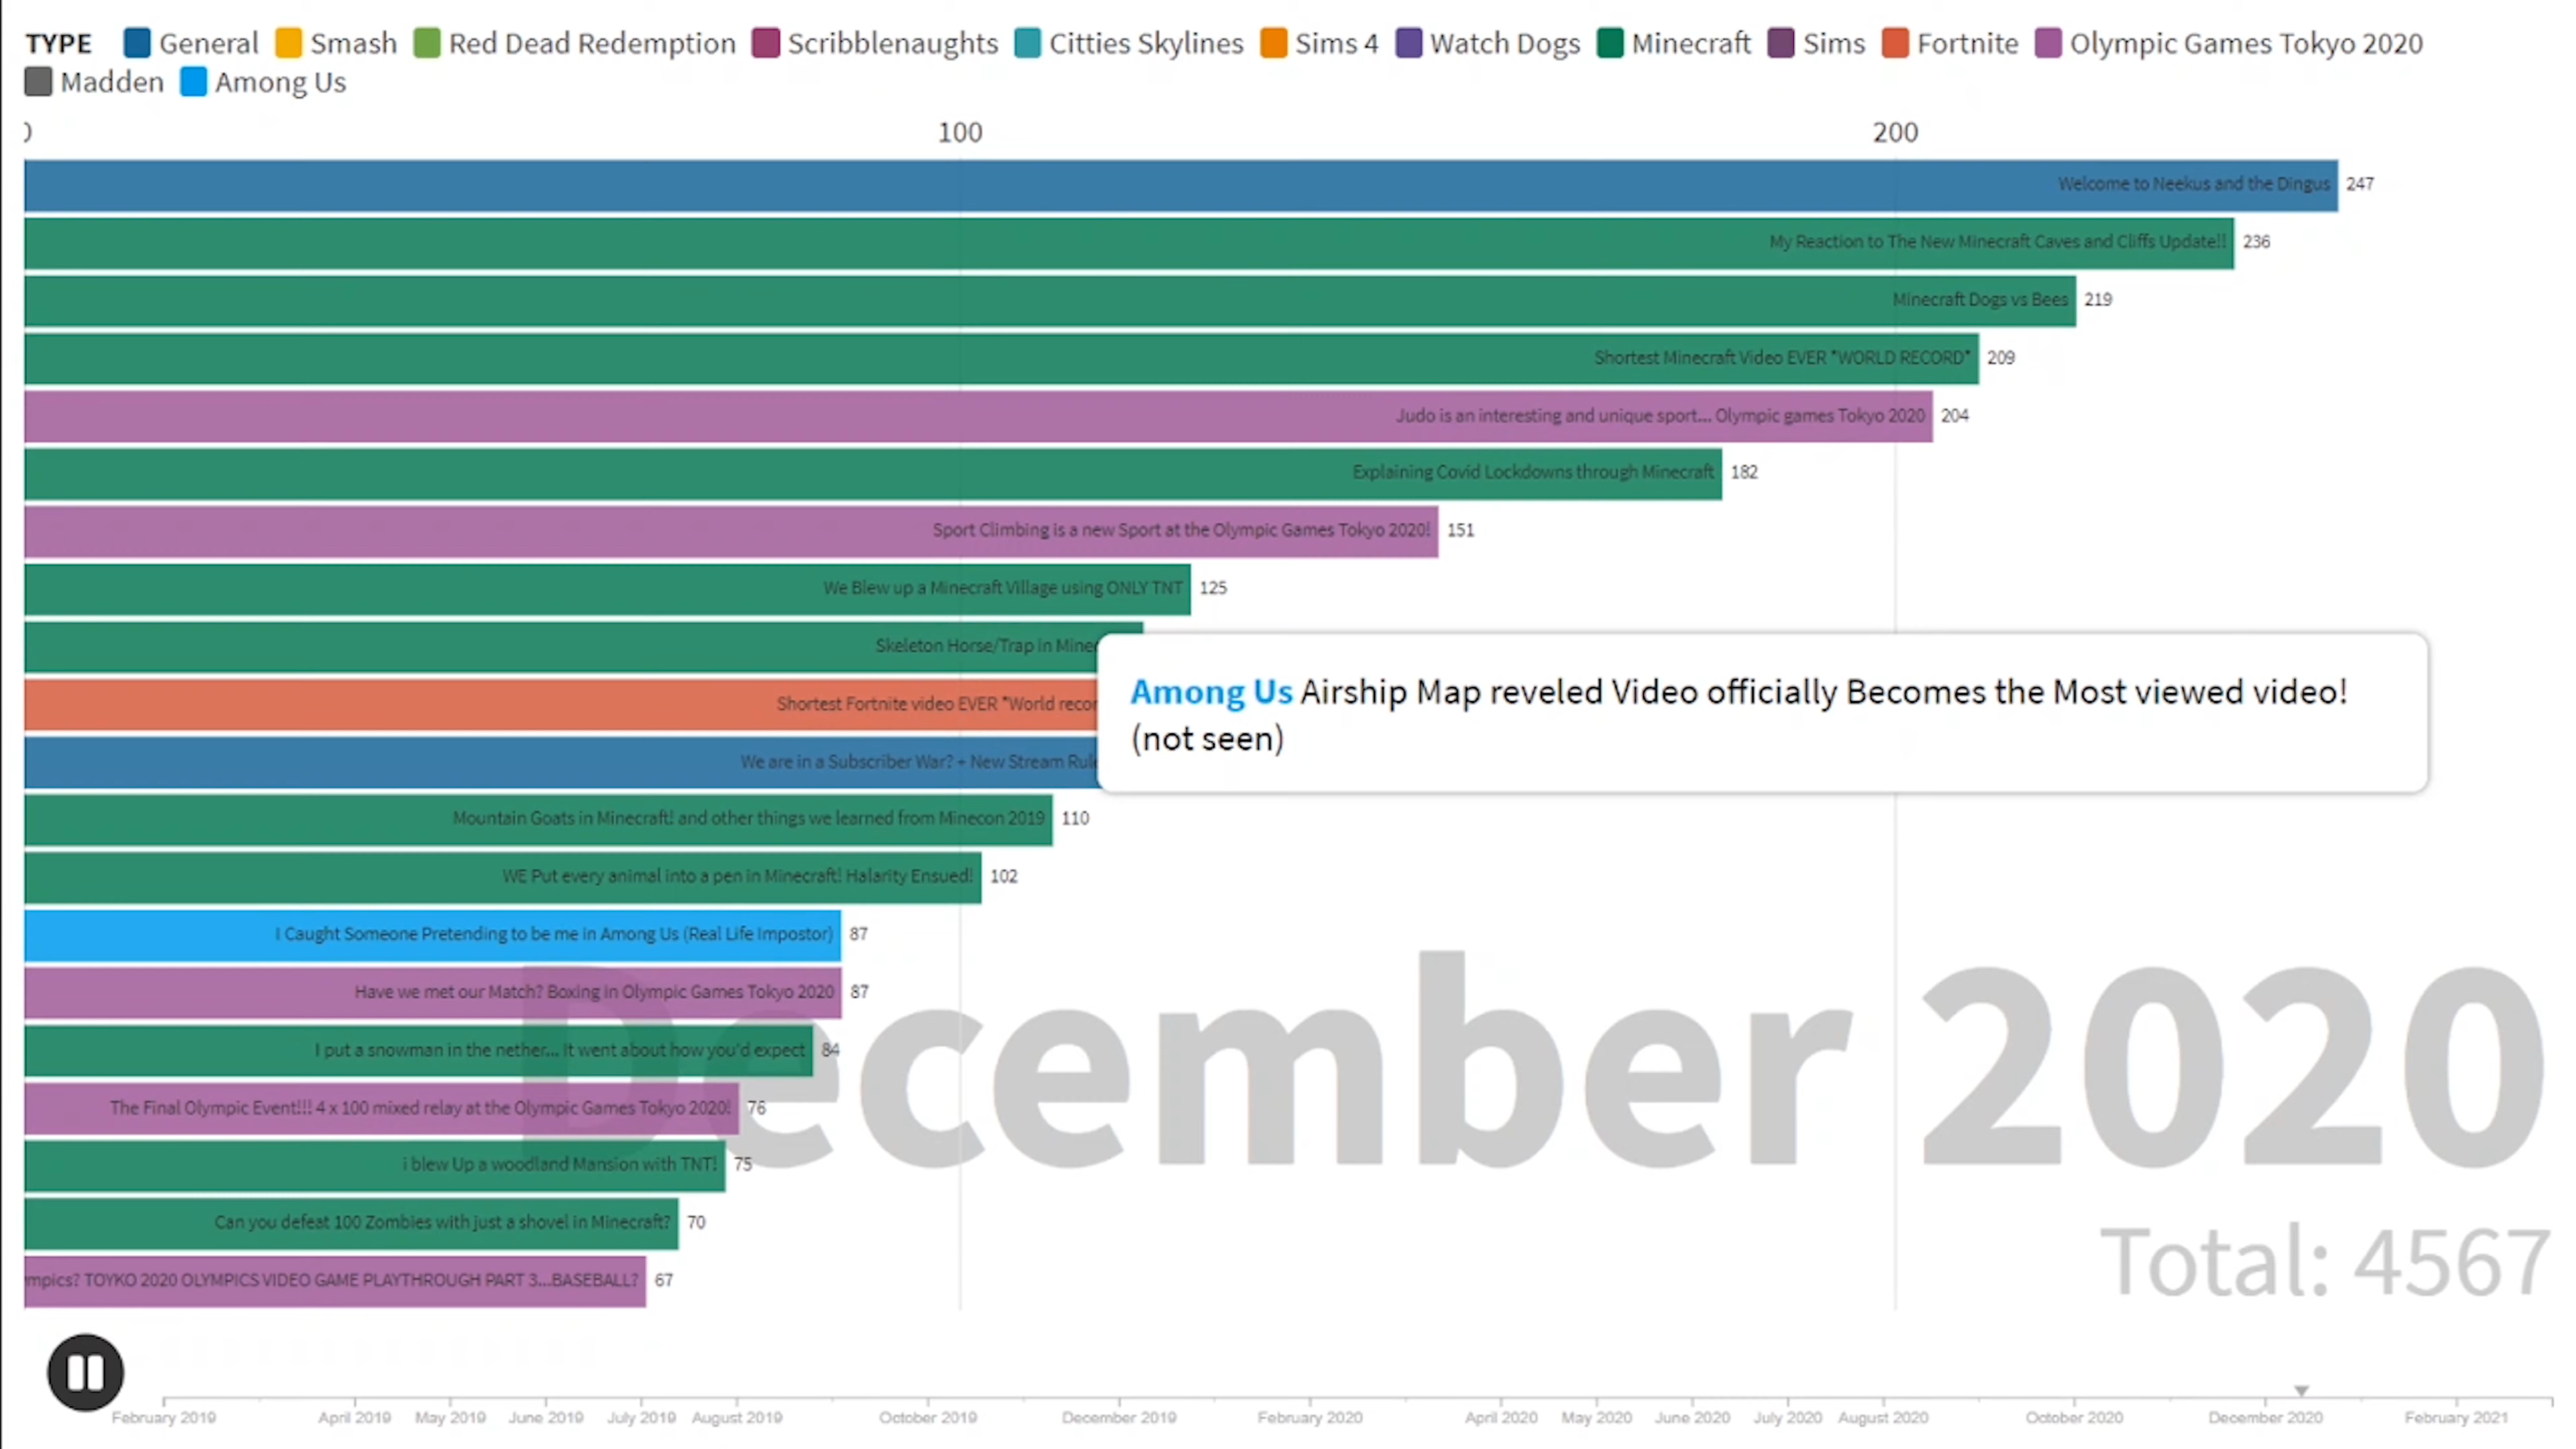 TYPE General Smash Red Dead Redemption Scribblenaughts Citties Skylines Sims 4 Watch Dogs Minecraft Sims Fortnite Olympic Games Tokyo 2020
Madden Among Us
0 100 200
Welcome to Neekus and the Dingus 247
My Reaction to The New Minecraft Caves and Cliffs Update!! 236
Minecraft Dogs vs Bees 219
Shortest Minecraft Video EVER *WORLD RECORD* 209
Judo is an interesting and unique sport... Olympic games Tokyo 2020 204
Explaining Covid Lockdowns through Minecraft 182
Sport Climbing is a new Sport at the Olympic Games Tokyo 2020! 151
We Blew up a Minecraft Village using ONLY TNT 125
Skeleton Horse/Trap in Mine
Shortest Fortnite video EVER *World recor
We are in a Subscriber War? + New Stream Rul
Among Us Airship Map reveled Video officially Becomes the Most viewed video!
(not seen)
Mountain Goats in Minecraft! and other things we learned from Minecon 2019 110
WE Put every animal into a pen in Minecraft! Halarity Ensued! 102
I Caught Someone Pretending to be me in Among Us (Real Life Impostor) 87
Have we met our Match? Boxing in Olympic Games Tokyo 2020 87
I put a snowman in the nether... It went about how you'd expect 84
The Final Olympic Event!!! 4 x 100 mixed relay at the Olympic Games Tokyo 2020! 76
i blew Up a woodland Mansion with TNT! 75
Can you defeat 100 Zombies with just a shovel in Minecraft? 70
mpics? TOYKO 2020 OLYMPICS VIDEO GAME PLAYTHROUGH PART 3...BASEBALL? 67
December 2020
Total: 4567
February 2019 April 2019 May 2019 June 2019 July 2019 August 2019 October 2019 December 2019 February 2020 April 2020 May 2020 June 2020 July 2020 August 2020 October 2020 December 2020 February 2021